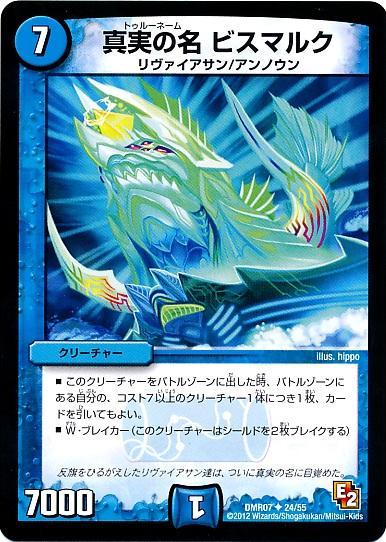 7
トゥルーネーム
真実の名 ビスマルク
リヴァイアサン/アンノウン
クリーチャー
illus. hippo
■ このクリーチャーをバトルゾーンに出した時、バトルゾーンに
ある自分の、コスト7以上のクリーチャー1体につき1枚、カー
ドを引いてもよい。
■ W・ブレイカー(このクリーチャーはシールドを2枚ブレイクする)
反旗をひるがえしたリヴァイアサン達は、ついに真実の名に目覚めた。
7000
1
DMR07 ◆ 24/55
©2012 Wizards/Shogakukan/Mitsui-Kids
E2